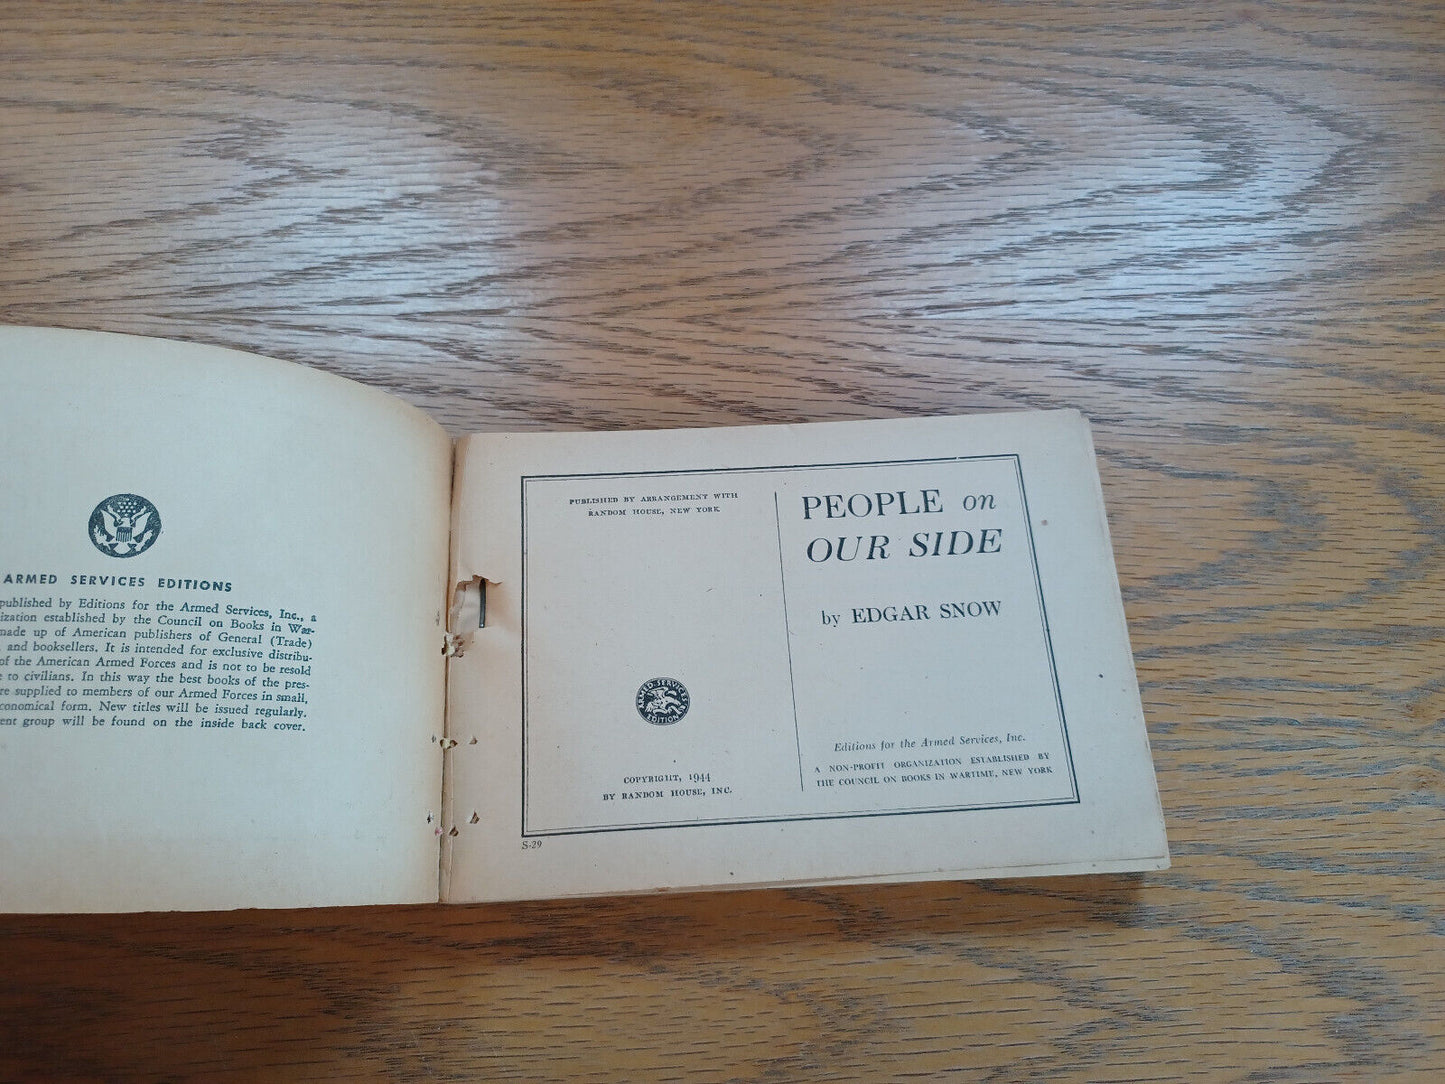 ARMED SERVICES EDITIONS
published by Editions for the Armed Services, Inc., a
ization established by the Council on Books in War-
made up of American publishers of General (Trade)
and booksellers. It is intended for exclusive distribu-
of the American Armed Forces and is not to be resold
e to civilians. In this way the best books of the pres-
re supplied to members of our Armed Forces in small,
conomical form. New titles will be issued regularly.
ent group will be found on the inside back cover.
PUBLISHED BY ARRANGEMENT WITH
RANDOM HOUSE, NEW YORK
ARMED SERVICES
EDITION
COPYRIGHT, 1944
BY RANDOM HOUSE, INC.
S-29
PEOPLE on
OUR SIDE
by EDGAR SNOW
Editions for the Armed Services, Inc.
A NON-PROFIT ORGANIZATION ESTABLISHED BY
THE COUNCIL ON BOOKS IN WARTIME, NEW YORK